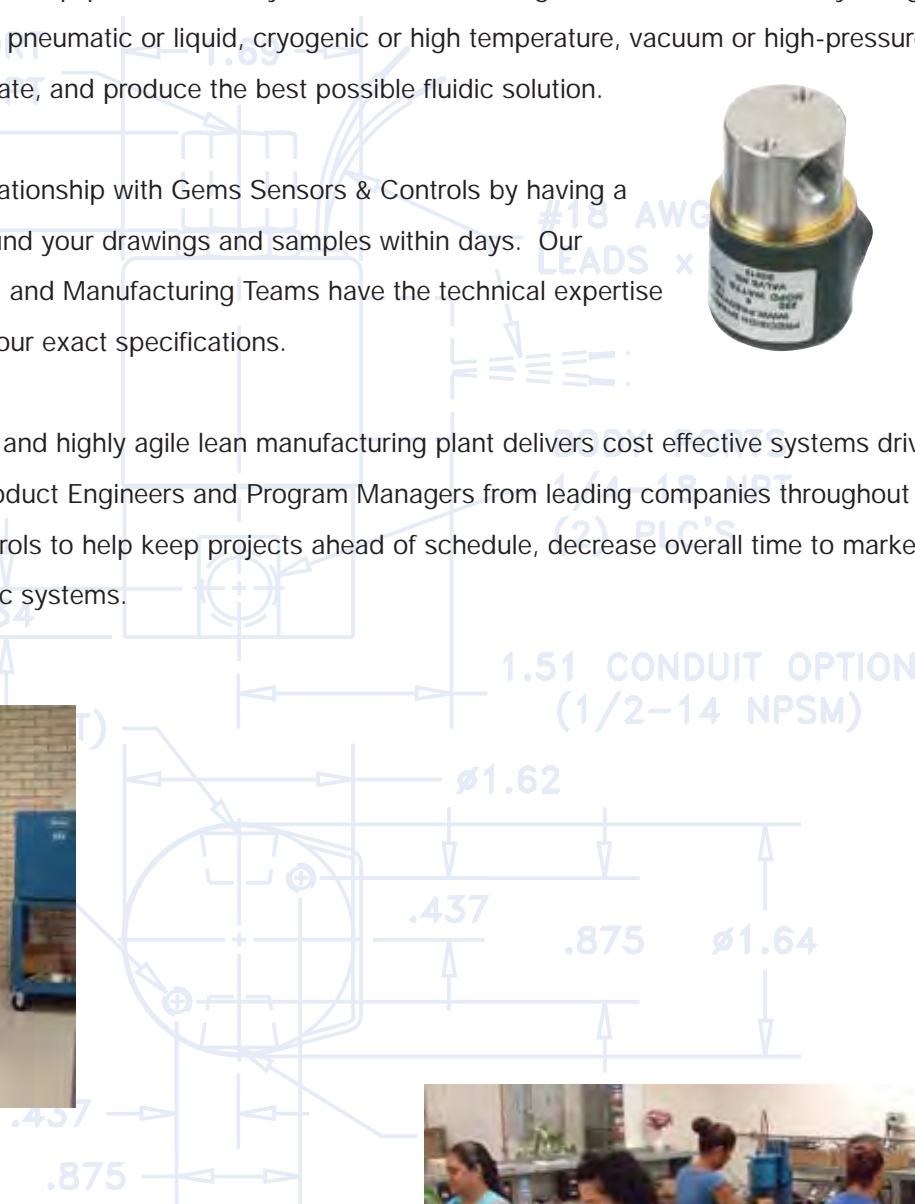 pneumatic or liquid, cryogenic or high temperature, vacuum or high-pressure
ate, and produce the best possible fluidic solution.
ationship with Gems Sensors & Controls by having a
und your drawings and samples within days. Our
and Manufacturing Teams have the technical expertise
our exact specifications.
and highly agile lean manufacturing plant delivers cost effective systems driv
oduct Engineers and Program Managers from leading companies throughout
rols to help keep projects ahead of schedule, decrease overall time to marke
ic systems.
1.69
#18 AWG
LEADS x
BODY PORTS
1/4-18 NPT
(2) PLC'S
1.51 CONDUIT OPTION
(1/2-14 NPSM)
T)
ø1.62
.437
.875
ø1.64
.437
.875